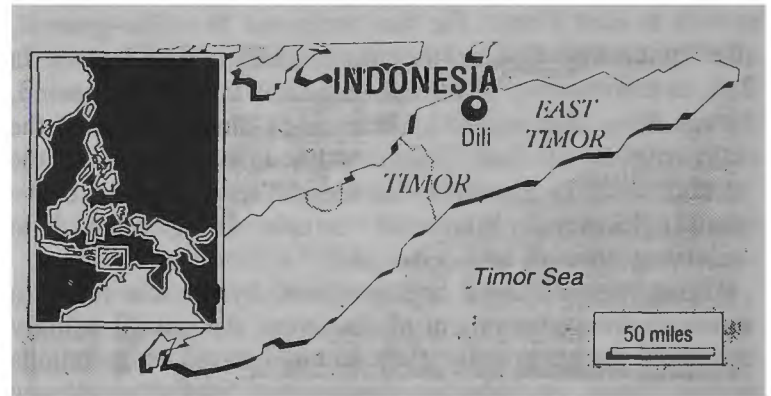 INDONESIA
EAST
Dili
TIMOR
TIMOR
Timor Sea
50 miles